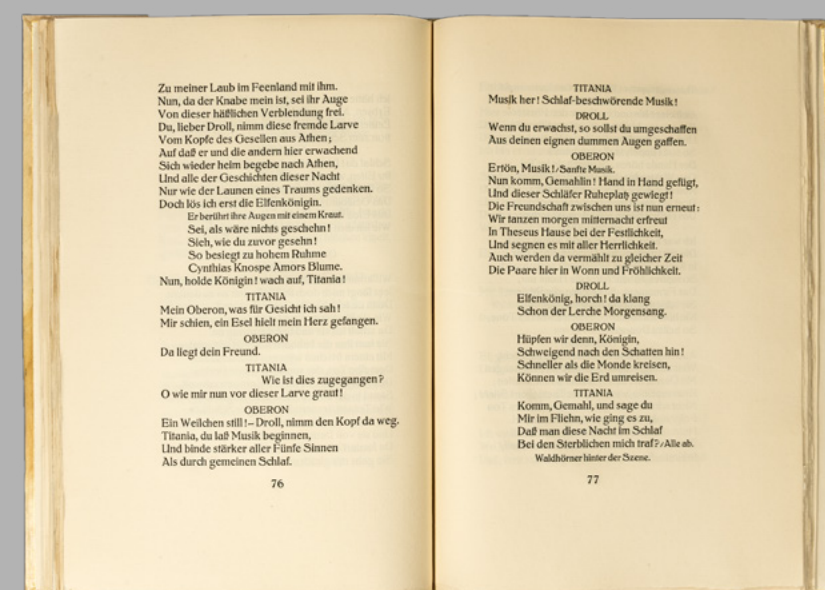 Zu meiner Laub im Feenland mit ihm.
Nun, da der Knabe mein ist, sei ihr Auge
Von dieser häßlichen Verblendung frei.
Du, lieber Droll, nimm diese fremde Larve
Vom Kopfe des Gesellen aus Athen;
Auf daß er und die andern hier erwachend
Sich wieder heim begebe nach Athen,
Und alle der Geschichten dieser Nacht
Nur wie der Launen eines Traums gedenken.
Doch lös ich erst die Elfenkönigin.
Er berührt ihre Augen mit einem Kraut.
Sei, als wäre nichts geschehn!
Sieh, wie du zuvor gesehn!
So besiegt zu hohem Ruhme
Cynthias Knospe Amors Blume.
Nun, holde Königin! wach auf, Titania!
TITANIA
Mein Oberon, was für Gesicht ich sah!
Mir schien, ein Esel hielt mein Herz gefangen.
OBERON
Da liegt dein Freund.
TITANIA
Wie ist dies zugegangen?
O wie mir nun vor dieser Larve graut!
OBERON
Ein Weilchen still! – Droll, nimm den Kopf da weg.
Titania, du laß Musik beginnen,
Und binde stärker aller Fünfe Sinnen
Als durch gemeinen Schlaf.
76
TITANIA
Musik her! Schlaf-beschwörende Musik!
DROLL
Wenn du erwachst, so sollst du umgeschaffen
Aus deinen eignen dummen Augen gaffen.
OBERON
Ertön, Musik! / Sanfte Musik.
Nun komm, Gemahlin! Hand in Hand gefügt,
Und dieser Schläfer Ruheplatz gewiegt!
Die Freundschaft zwischen uns ist nun erneut:
Wir tanzen morgen mitternacht erfreut
In Theseus Hause bei der Festlichkeit,
Und segnen es mit aller Herrlichkeit.
Auch werden da vermählt zu gleicher Zeit
Die Paare hier in Wonn und Fröhlichkeit.
DROLL
Elfenkönig, horch! da klang
Schon der Lerche Morgensang.
OBERON
Hüpfen wir denn, Königin,
Schweigend nach den Schatten hin!
Schneller als die Monde kreisen,
Können wir die Erd umreisen.
TITANIA
Komm, Gemahl, und sage du
Mir im Fliehn, wie ging es zu,
Daß man diese Nacht im Schlaf
Bei den Sterblichen mich traf? / Alle ab.
Waldhörner hinter der Szene.
77